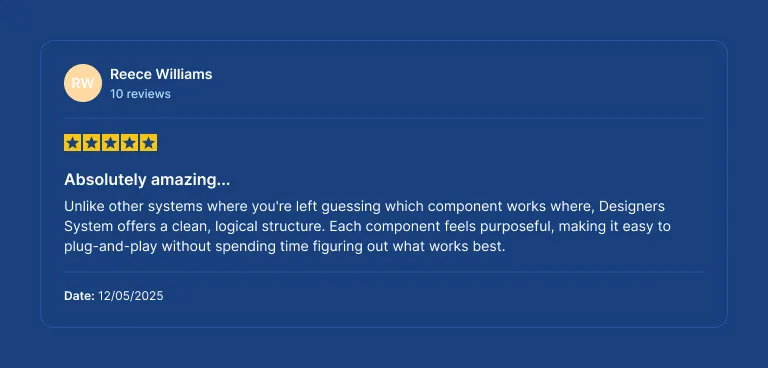 RW
Reece Williams
10 reviews
Absolutely amazing...
Unlike other systems where you're left guessing which component works where, Designers
System offers a clean, logical structure. Each component feels purposeful, making it easy to
plug-and-play without spending time figuring out what works best.
Date: 12/05/2025